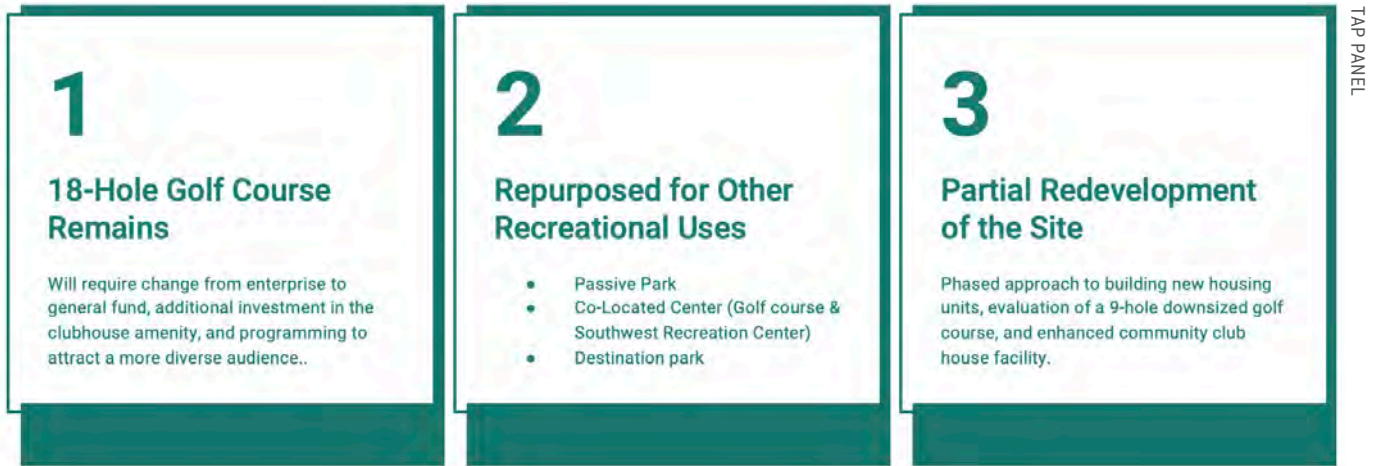 1
18-Hole Golf Course
Remains
Will require change from enterprise to
general fund, additional investment in the
clubhouse amenity, and programming to
attract a more diverse audience..
2
Repurposed for Other
Recreational Uses
● Passive Park
● Co-Located Center (Golf course &
Southwest Recreation Center)
● Destination park
3
Partial Redevelopment
of the Site
Phased approach to building new housing
units, evaluation of a 9-hole downsized golf
course, and enhanced community club
house facility.
TAP PANEL